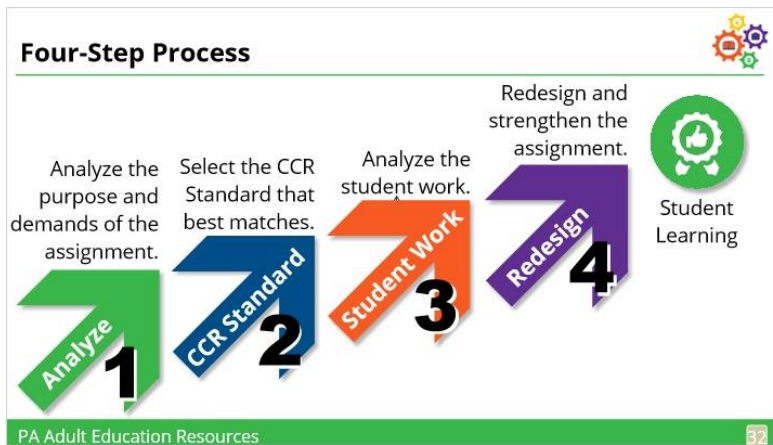 Four-Step Process
Analyze the
purpose and
demands of the
assignment.
Analyze
1
Select the CCR
Standard that
best matches.
CCR Standard
2
Analyze the
student work.
Student Work
3
Redesign and
strengthen the
assignment.
Redesign
4
Student
Learning
PA Adult Education Resources
32